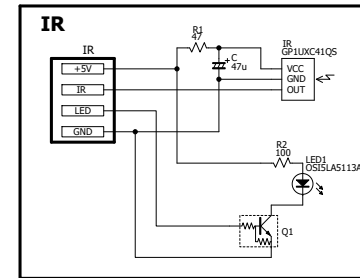 IR
IR
+5V
IR
LED
GND
R1
47
C
+
47u
IR
GP1UXC41QS
VCC
GND
OUT
R2
100
LED1
OSI5LA5113A
Q1